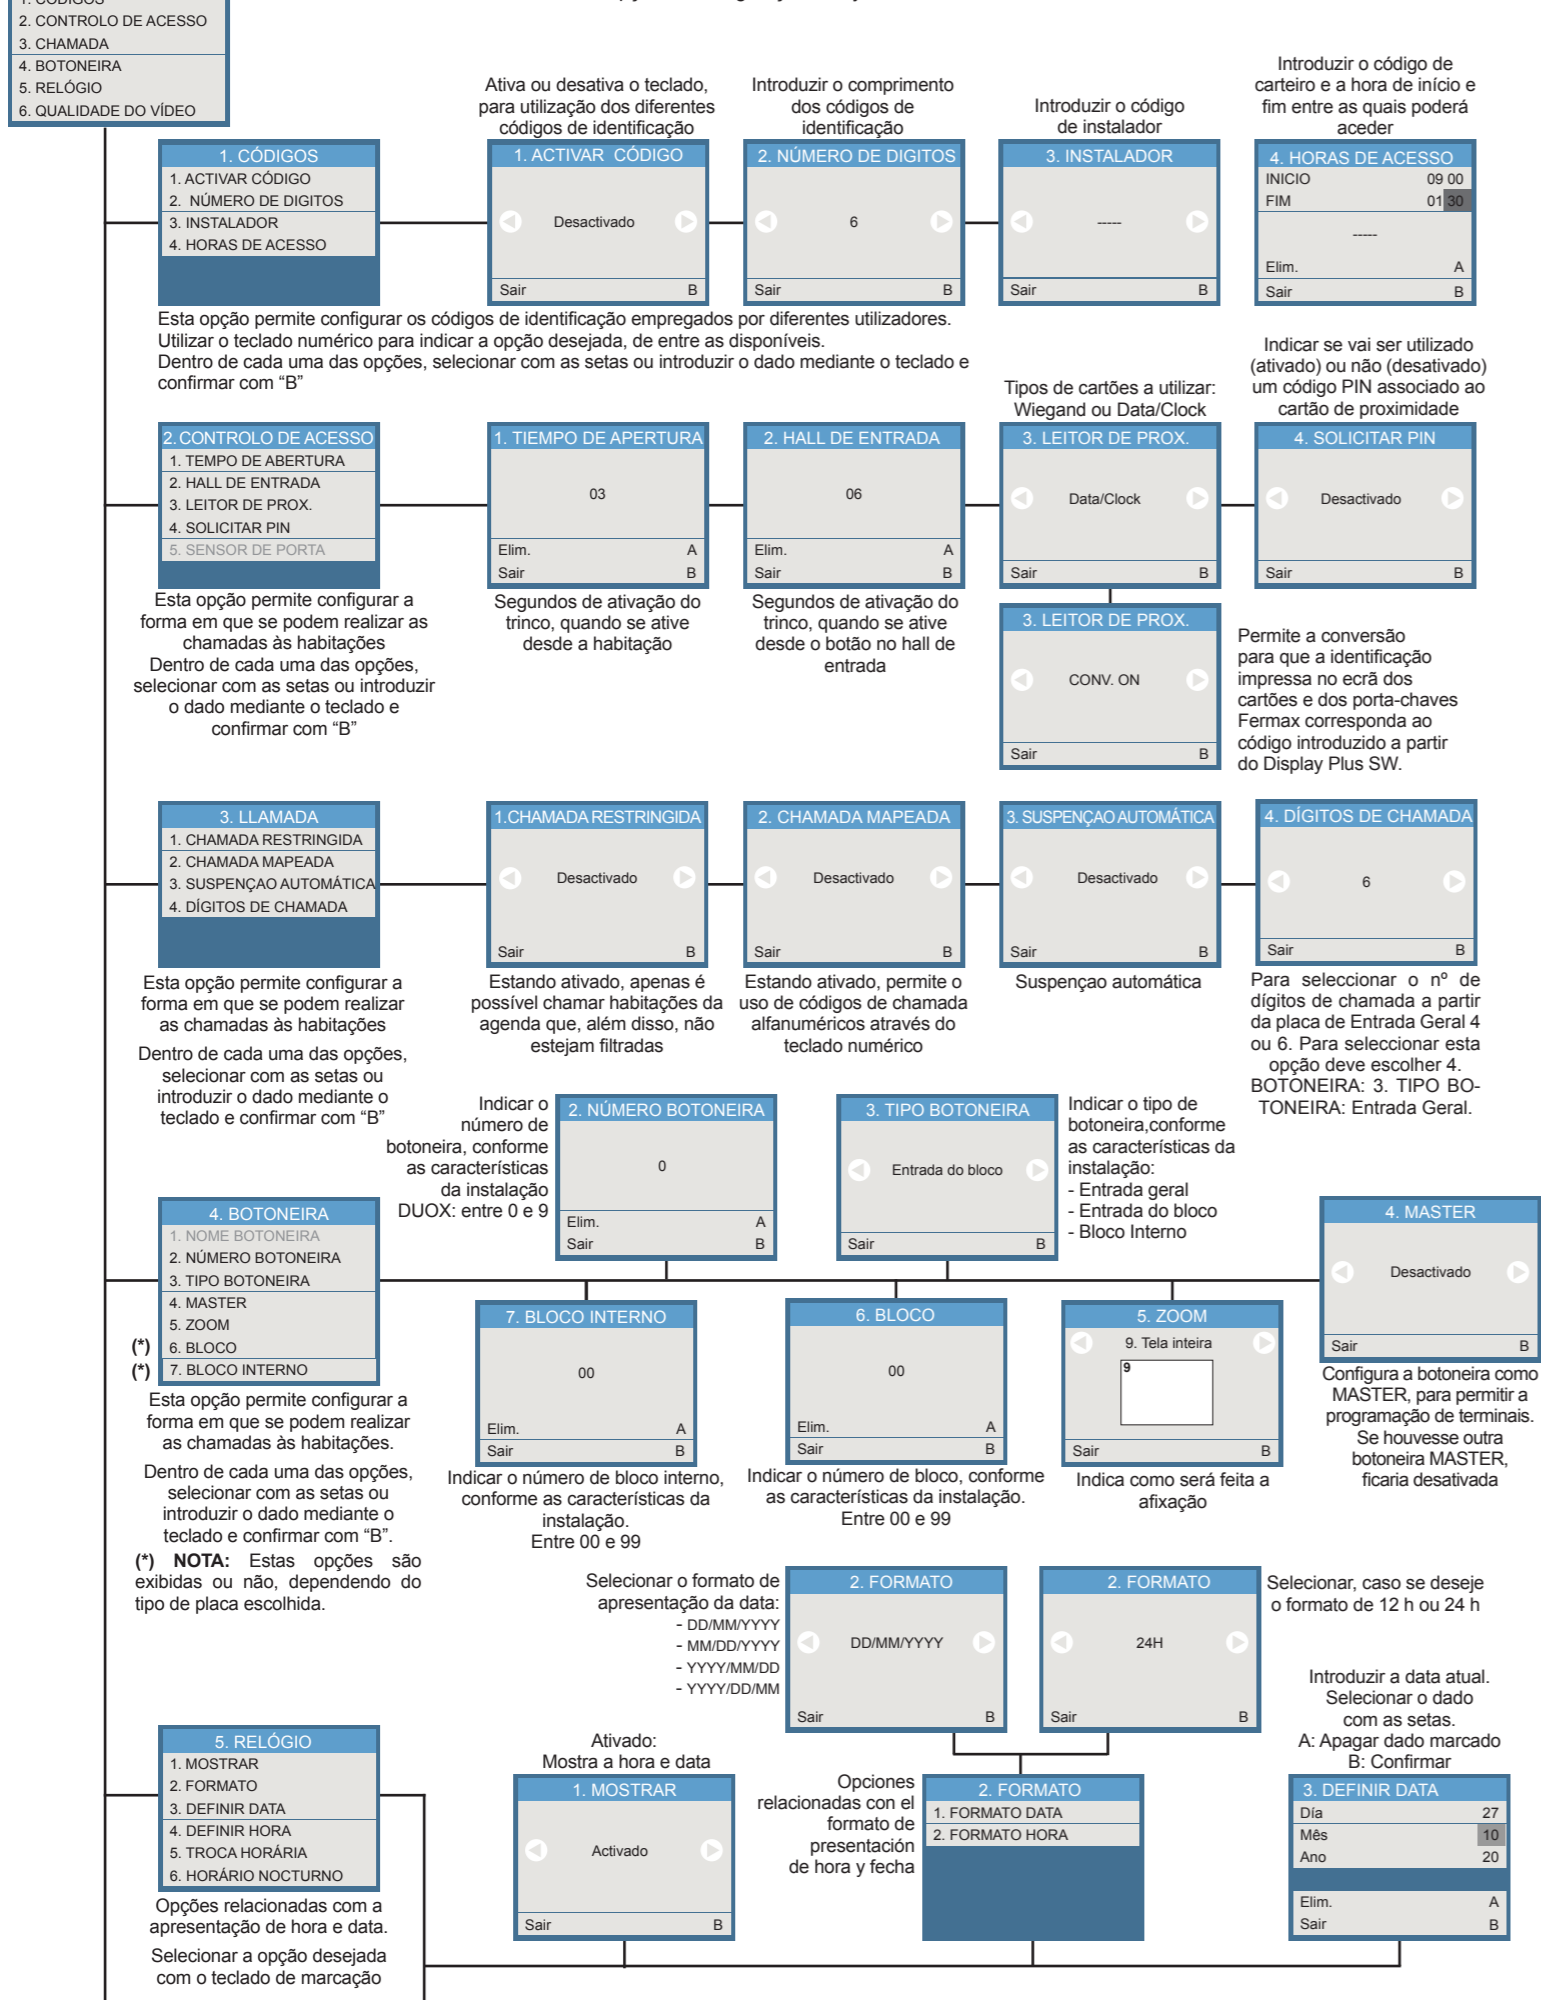 2. CONTROLO DE ACESSO
3. CHAMADA
4. BOTONEIRA
5. RELÓGIO
6. QUALIDADE DO VÍDEO
Ativa ou desativa o teclado,
para utilização dos diferentes
códigos de identificação
Introduzir o comprimento
dos códigos de
identificação
Introduzir o código
de instalador
Introduzir o código de
carteiro e a hora de início e
fim entre as quais poderá
aceder
1. CÓDIGOS
1. ACTIVAR CÓDIGO
2. NÚMERO DE DIGITOS
3. INSTALADOR
4. HORAS DE ACESSO
1. ACTIVAR CÓDIGO
Desactivado
Sair B
2. NÚMERO DE DIGITOS
6
Sair B
3. INSTALADOR
-----
Sair B
4. HORAS DE ACESSO
INICIO 09 00
FIM 01 30
-----
Elim. A
Sair B
Esta opção permite configurar os códigos de identificação empregados por diferentes utilizadores.
Utilizar o teclado numérico para indicar a opção desejada, de entre as disponíveis.
Dentro de cada uma das opções, selecionar com as setas ou introduzir o dado mediante o teclado e
confirmar com “B”
Tipos de cartões a utilizar:
Wiegand ou Data/Clock
Indicar se vai ser utilizado
(ativado) ou não (desativado)
um código PIN associado ao
cartão de proximidade
2. CONTROLO DE ACESSO
1. TEMPO DE ABERTURA
2. HALL DE ENTRADA
3. LEITOR DE PROX.
4. SOLICITAR PIN
5. SENSOR DE PORTA
1. TIEMPO DE APERTURA
03
Elim. A
Sair B
2. HALL DE ENTRADA
06
Elim. A
Sair B
3. LEITOR DE PROX.
Data/Clock
Sair B
4. SOLICITAR PIN
Desactivado
Sair B
Esta opção permite configurar a
forma em que se podem realizar as
chamadas às habitações
Dentro de cada uma das opções,
selecionar com as setas ou introduzir
o dado mediante o teclado e
confirmar com “B”
Segundos de ativação do
trinco, quando se ative
desde a habitação
Segundos de ativação do
trinco, quando se ative
desde o botão no hall de
entrada
3. LEITOR DE PROX.
CONV. ON
Sair B
Permite a conversão
para que a identificação
impressa no ecrã dos
cartões e dos porta-chaves
Fermax corresponda ao
código introduzido a partir
do Display Plus SW.
3. LLAMADA
1. CHAMADA RESTRINGIDA
2. CHAMADA MAPEADA
3. SUSPENÇAO AUTOMÁTICA
4. DÍGITOS DE CHAMADA
1.CHAMADA RESTRINGIDA
Desactivado
Sair B
2. CHAMADA MAPEADA
Desactivado
Sair B
3. SUSPENÇAO AUTOMÁTICA
Desactivado
Sair B
4. DÍGITOS DE CHAMADA
6
Sair B
Esta opção permite configurar a
forma em que se podem realizar
as chamadas às habitações
Dentro de cada uma das opções,
selecionar com as setas ou
introduzir o dado mediante o
teclado e confirmar com “B”
Estando ativado, apenas é
possível chamar habitações da
agenda que, além disso, não
estejam filtradas
Estando ativado, permite o
uso de códigos de chamada
alfanuméricos através do
teclado numérico
Suspençao automática
Para seleccionar o nº de
dígitos de chamada a partir
da placa de Entrada Geral 4
ou 6. Para seleccionar esta
opção deve escolher 4.
BOTONEIRA: 3. TIPO BO-
TONEIRA: Entrada Geral.
Indicar o
número de
botoneira, conforme
as características
da instalação
DUOX: entre 0 e 9
2. NÚMERO BOTONEIRA
0
Elim. A
Sair B
3. TIPO BOTONEIRA
Entrada do bloco
Sair B
Indicar o tipo de
botoneira,conforme
as características da
instalação:
- Entrada geral
- Entrada do bloco
- Bloco Interno
4. MASTER
Desactivado
Sair B
4. BOTONEIRA
1. NOME BOTONEIRA
2. NÚMERO BOTONEIRA
3. TIPO BOTONEIRA
4. MASTER
5. ZOOM
(*) 6. BLOCO
(*) 7. BLOCO INTERNO
7. BLOCO INTERNO
00
Elim. A
Sair B
6. BLOCO
00
Elim. A
Sair B
5. ZOOM
9. Tela inteira
9
Sair B
Configura a botoneira como
MASTER, para permitir a
programação de terminais.
Se houvesse outra
botoneira MASTER,
ficaria desativada
Esta opção permite configurar a
forma em que se podem realizar
as chamadas às habitações.
Dentro de cada uma das opções,
selecionar com as setas ou
introduzir o dado mediante o
teclado e confirmar com “B”.
(*) NOTA: Estas opções são
exibidas ou não, dependendo do
tipo de placa escolhida.
Indicar o número de bloco interno,
conforme as características da
instalação.
Entre 00 e 99
Indicar o número de bloco, conforme
as características da instalação.
Entre 00 e 99
Indica como será feita a
afixação
Selecionar o formato de
apresentação da data:
- DD/MM/YYYY
- MM/DD/YYYY
- YYYY/MM/DD
- YYYY/DD/MM
2. FORMATO
DD/MM/YYYY
Sair B
2. FORMATO
24H
Sair B
Selecionar, caso se deseje
o formato de 12 h ou 24 h
Introduzir a data atual.
Selecionar o dado
com as setas.
A: Apagar dado marcado
B: Confirmar
5. RELÓGIO
1. MOSTRAR
2. FORMATO
3. DEFINIR DATA
4. DEFINIR HORA
5. TROCA HORÁRIA
6. HORÁRIO NOCTURNO
Ativado:
Mostra a hora e data
1. MOSTRAR
Activado
Sair B
Opciones
relacionadas con el
formato de
presentación
de hora y fecha
2. FORMATO
1. FORMATO DATA
2. FORMATO HORA
3. DEFINIR DATA
Día 27
Mês 10
Ano 20
Elim. A
Sair B
Opções relacionadas com a
apresentação de hora e data.
Selecionar a opção desejada
com o teclado de marcação